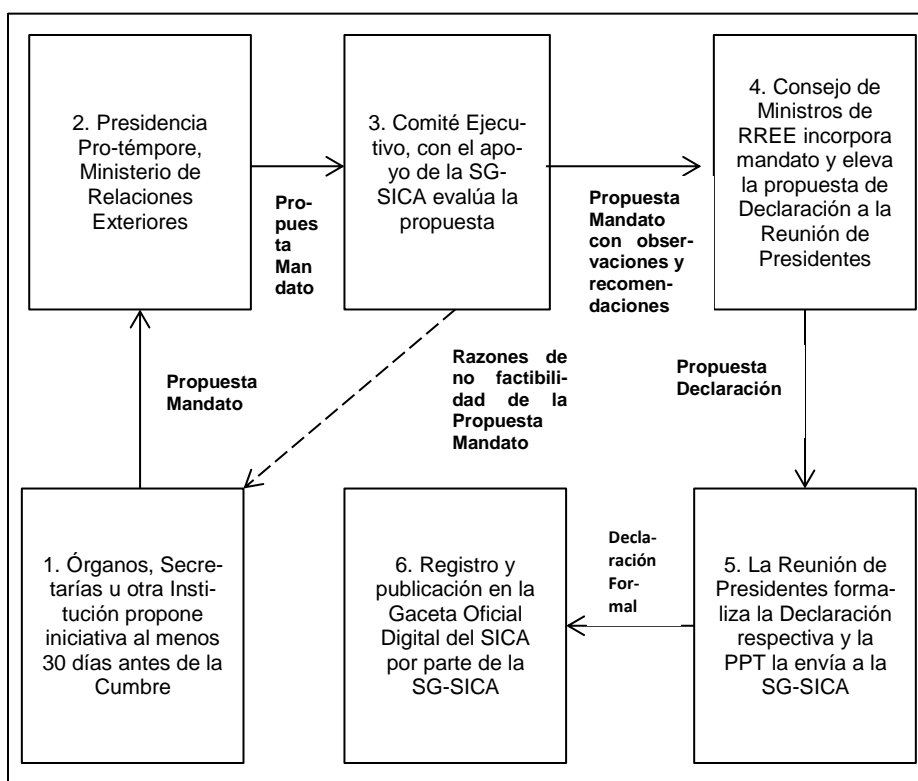 2. Presidencia
Pro-témpore,
Ministerio de
Relaciones
Exteriores
Pro-
pues
ta
Man
dato
3. Comité Ejecu-
tivo, con el apo-
yo de la SG-
SICA evalúa la
propuesta
Propuesta
Mandato
con obser-
vaciones y
recomen-
daciones
4. Consejo de
Ministros de
RREE incorpora
mandato y eleva
la propuesta de
Declaración a la
Reunión de
Presidentes
Propuesta
Mandato
Razones de
no factibili-
dad de la
Propuesta
Mandato
Propuesta
Declaración
1. Órganos, Secre-
tarías u otra Insti-
tución propone
iniciativa al menos
30 días antes de la
Cumbre
6. Registro y
publicación en la
Gaceta Oficial
Digital del SICA
por parte de la
SG-SICA
Decla-
ración
For-
mal
5. La Reunión de
Presidentes forma-
liza la Declaración
respectiva y la
PPT la envía a la
SG-SICA